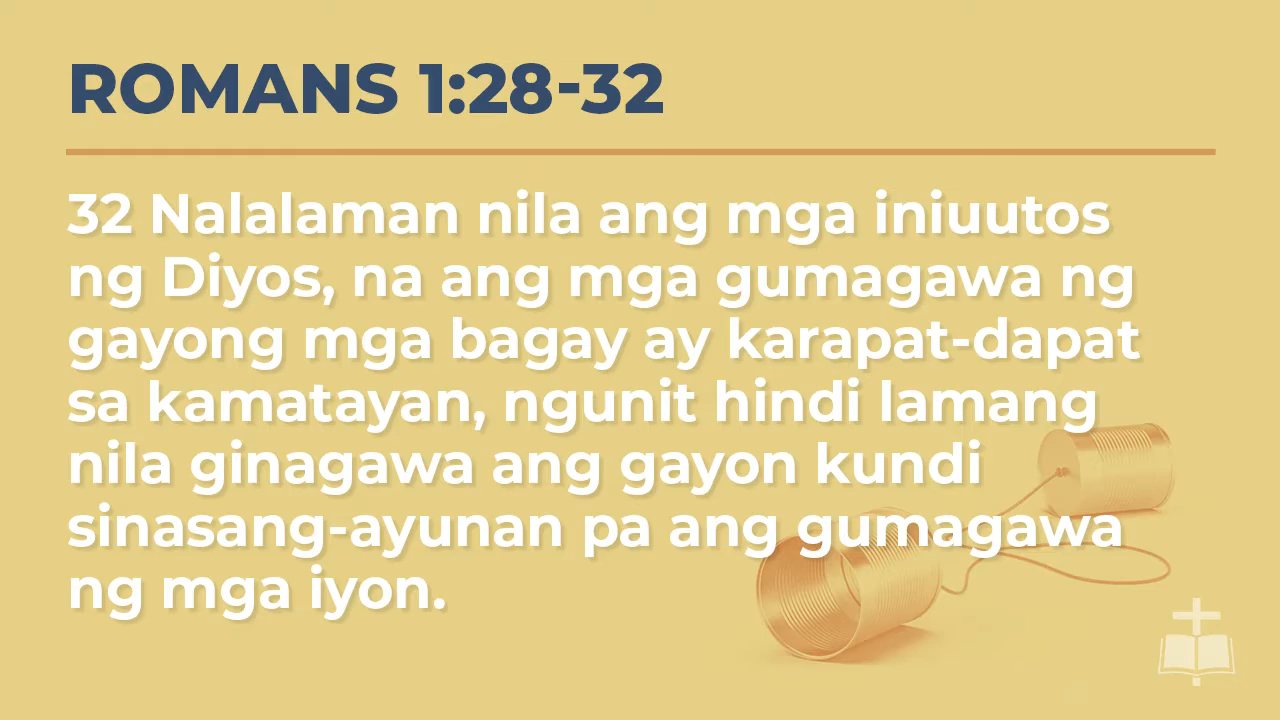 ROMANS 1:28-32
32 Nalalaman nila ang mga iniuutos
ng Diyos, na ang mga gumagawa ng
gayong mga bagay ay karapat-dapat
sa kamatayan, ngunit hindi lamang
nila ginagawa ang gayon kundi
sinasang-ayunan pa ang gumagawa
ng mga iyon.